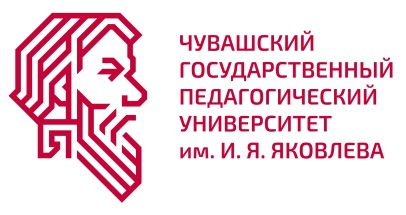 ЧУВАШСКИЙ
ГОСУДАРСТВЕННЫЙ
ПЕДАГОГИЧЕСКИЙ
УНИВЕРСИТЕТ
им. И. Я. ЯКОВЛЕВА